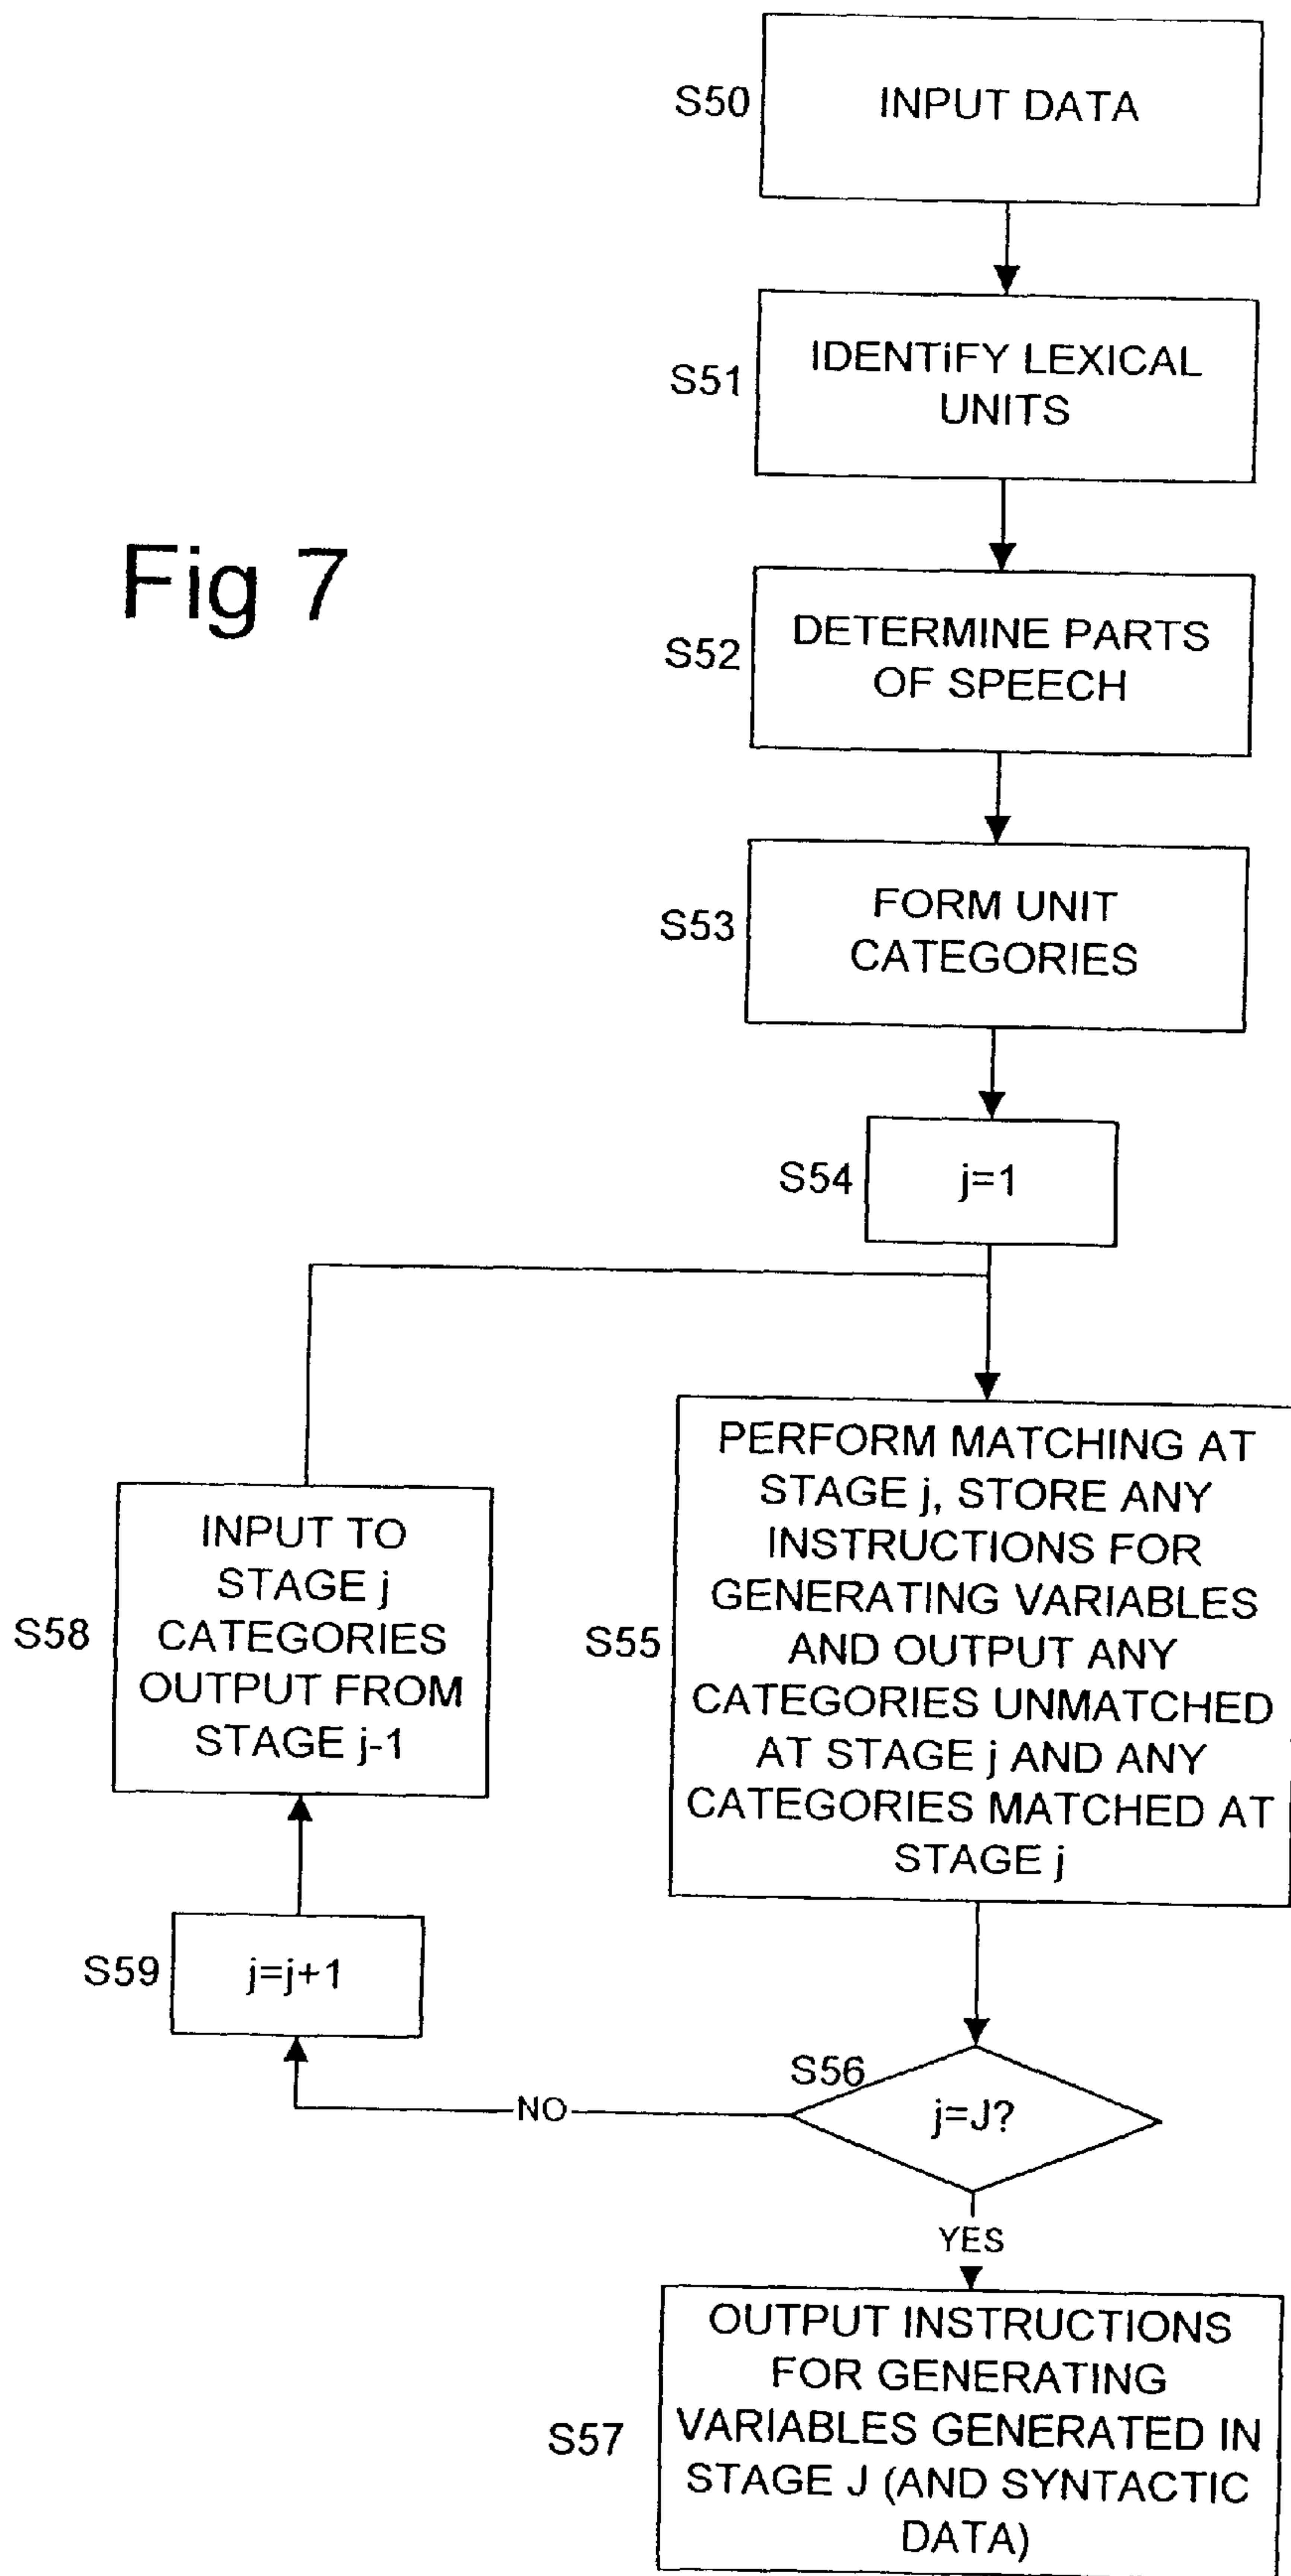 S50
INPUT DATA
S51
IDENTiFY LEXICAL
UNITS
Fig 7
S52
DETERMINE PARTS
OF SPEECH
S53
FORM UNIT
CATEGORIES
S54
j=1
S55
PERFORM MATCHING AT
STAGE j, STORE ANY
INSTRUCTIONS FOR
GENERATING VARIABLES
AND OUTPUT ANY
CATEGORIES UNMATCHED
AT STAGE j AND ANY
CATEGORIES MATCHED AT
STAGE j
S58
INPUT TO
STAGE j
CATEGORIES
OUTPUT FROM
STAGE j-1
S59
j=j+1
S56
j=J?
NO
YES
S57
OUTPUT INSTRUCTIONS
FOR GENERATING
VARIABLES GENERATED IN
STAGE J (AND SYNTACTIC
DATA)